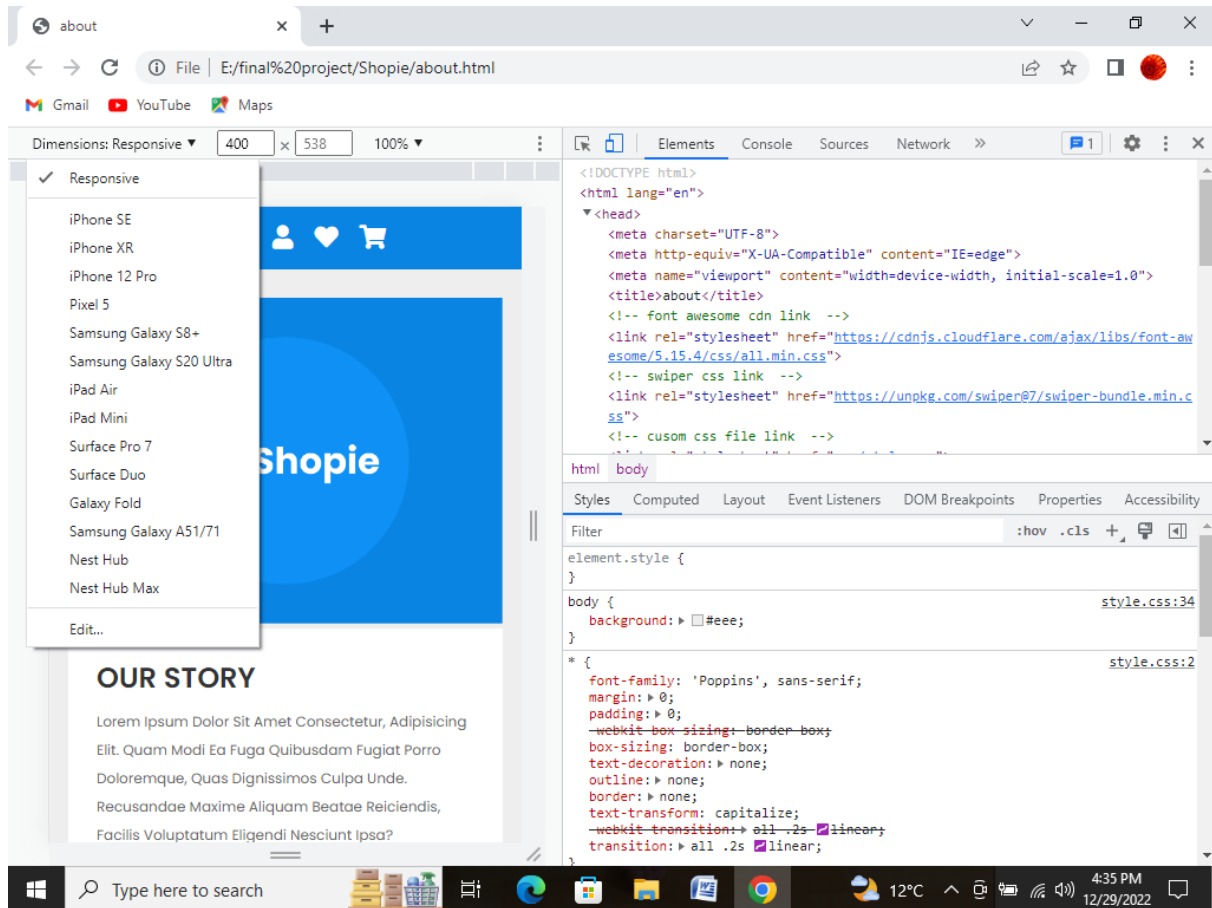 about
File | E:/final%20project/Shopie/about.html
Gmail YouTube Maps
Dimensions: Responsive ▼ 400 × 538 100% ▼
Responsive
iPhone SE
iPhone XR
iPhone 12 Pro
Pixel 5
Samsung Galaxy S8+
Samsung Galaxy S20 Ultra
iPad Air
iPad Mini
Surface Pro 7
Surface Duo
Galaxy Fold
Samsung Galaxy A51/71
Nest Hub
Nest Hub Max
Edit...
Shopie
OUR STORY
Lorem Ipsum Dolor Sit Amet Consectetur, Adipisicing
Elit. Quam Modi Ea Fuga Quibusdam Fugiat Porro
Doloremque, Quas Dignissimos Culpa Unde.
Recusandae Maxime Aliquam Beatae Reiciendis,
Facilis Voluptatum Eligendi Nesciunt Ipsa?
Elements Console Sources Network » 1
<!DOCTYPE html>
<html lang="en">
▼<head>
<meta charset="UTF-8">
<meta http-equiv="X-UA-Compatible" content="IE=edge">
<meta name="viewport" content="width=device-width, initial-scale=1.0">
<title>about</title>
<!-- font awesome cdn link -->
<link rel="stylesheet" href="https://cdnjs.cloudflare.com/ajax/libs/font-aw
esome/5.15.4/css/all.min.css">
<!-- swiper css link -->
<link rel="stylesheet" href="https://unpkg.com/swiper@7/swiper-bundle.min.c
ss">
<!-- cusom css file link -->
html body
Styles Computed Layout Event Listeners DOM Breakpoints Properties Accessibility
Filter :hov .cls +
element.style {
}
body { style.css:34
background: ▶ #eee;
}
* { style.css:2
font-family: 'Poppins', sans-serif;
margin: ▶ 0;
padding: ▶ 0;
-webkit-box-sizing: border-box;
box-sizing: border-box;
text-decoration: ▶ none;
outline: ▶ none;
border: ▶ none;
text-transform: capitalize;
-webkit-transition: ▶ all .2s linear;
transition: ▶ all .2s linear;
}
Type here to search 12°C 4:35 PM
12/29/2022